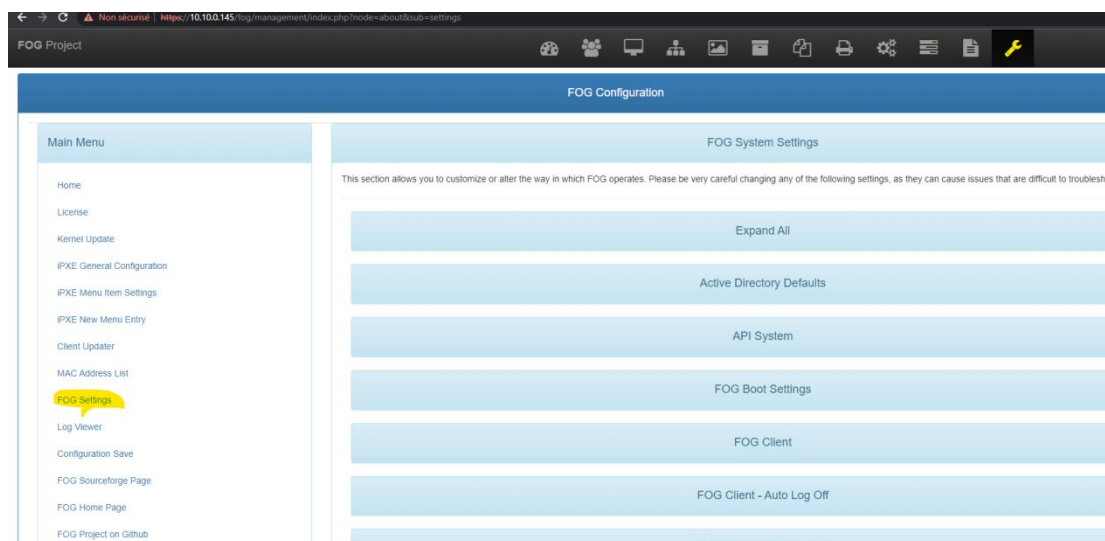 Non sécurisé | https://10.10.0.145/fog/management/index.php?node=about&sub=settings
FOG Project
FOG Configuration
Main Menu
Home
License
Kernel Update
iPXE General Configuration
iPXE Menu Item Settings
iPXE New Menu Entry
Client Updater
MAC Address List
FOG Settings
Log Viewer
Configuration Save
FOG Sourceforge Page
FOG Home Page
FOG Project on Github
FOG System Settings
This section allows you to customize or alter the way in which FOG operates. Please be very careful changing any of the following settings, as they can cause issues that are difficult to troublesh
Expand All
Active Directory Defaults
API System
FOG Boot Settings
FOG Client
FOG Client - Auto Log Off